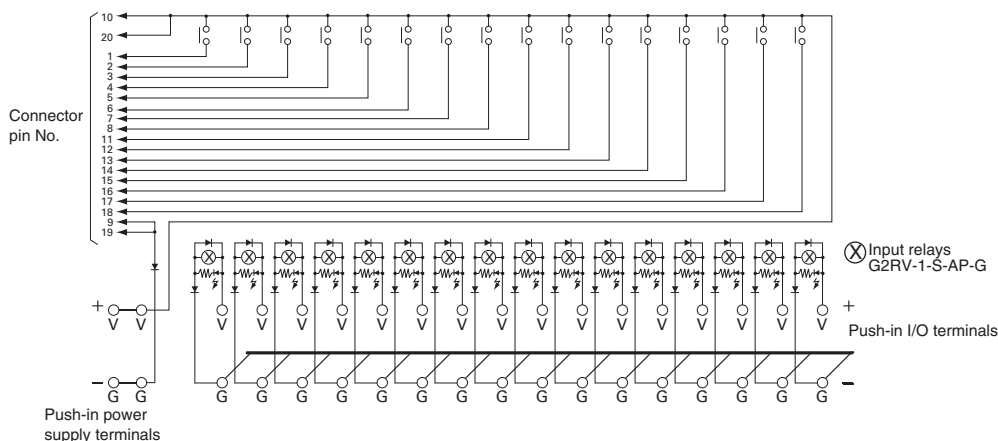 10
20
1
2
3
4
5
6
7
8
11
12
13
14
15
16
17
18
9
19
Connector
pin No.
Input relays
G2RV-1-S-AP-G
+ V V V V V V V V V V V V V V V V V V +
Push-in I/O terminals
− G G G G G G G G G G G G G G G G G G −
Push-in power
supply terminals